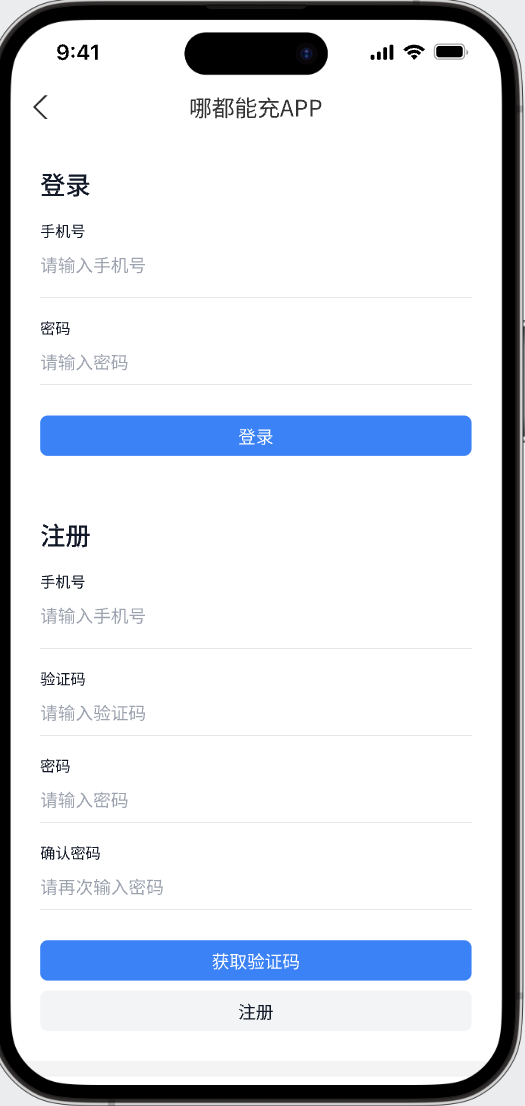 9:41
哪都能充APP
登录
手机号
请输入手机号
密码
请输入密码
登录
注册
手机号
请输入手机号
验证码
请输入验证码
密码
请输入密码
确认密码
请再次输入密码
获取验证码
注册